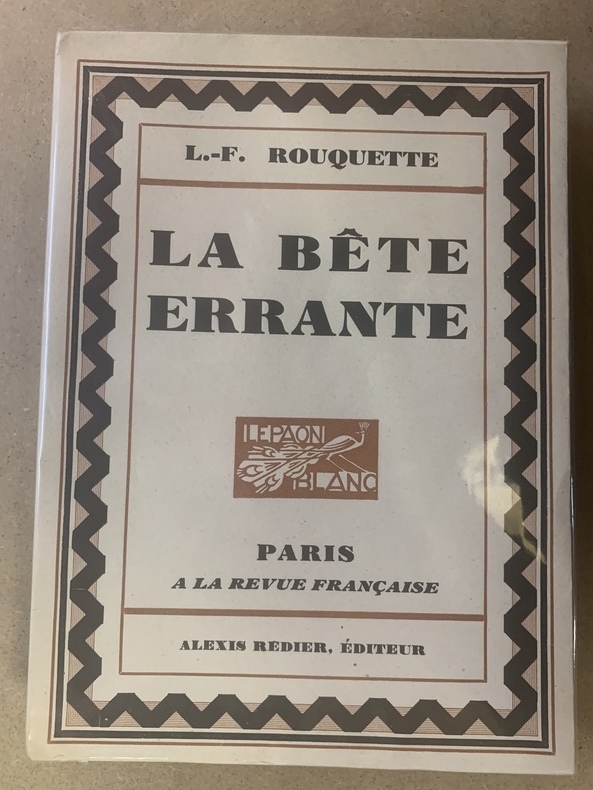 L.-F. ROUQUETTE
LA BÊTE
ERRANTE
LE PAON
BLANC
PARIS
A LA REVUE FRANÇAISE
ALEXIS REDIER, ÉDITEUR